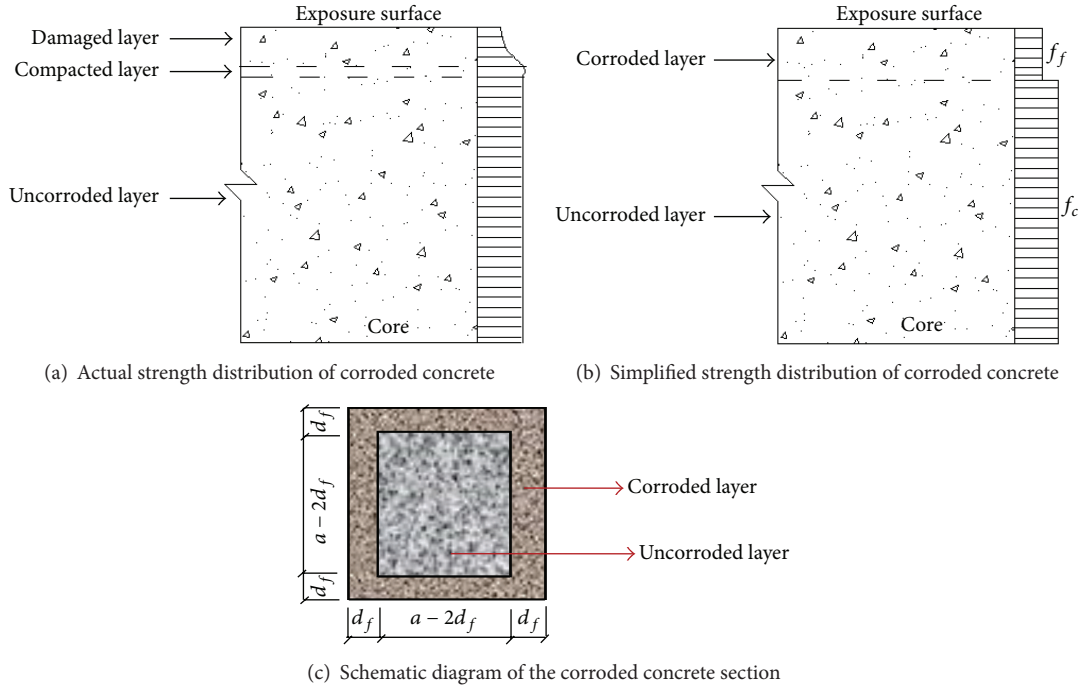 Exposure surface
Damaged layer
Compacted layer
Uncorroded layer
Core
(a) Actual strength distribution of corroded concrete
Exposure surface
Corroded layer
f_f
Uncorroded layer
f_c
Core
(b) Simplified strength distribution of corroded concrete
d_f
a − 2d_f
d_f
Corroded layer
Uncorroded layer
d_f
a − 2d_f
d_f
(c) Schematic diagram of the corroded concrete section